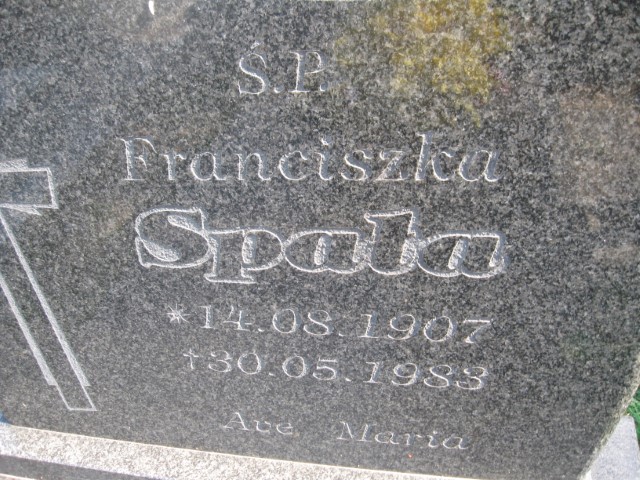 Ś.P.
Franciszka
Spala
*14.08.1907
†30.05.1983
Ave Maria